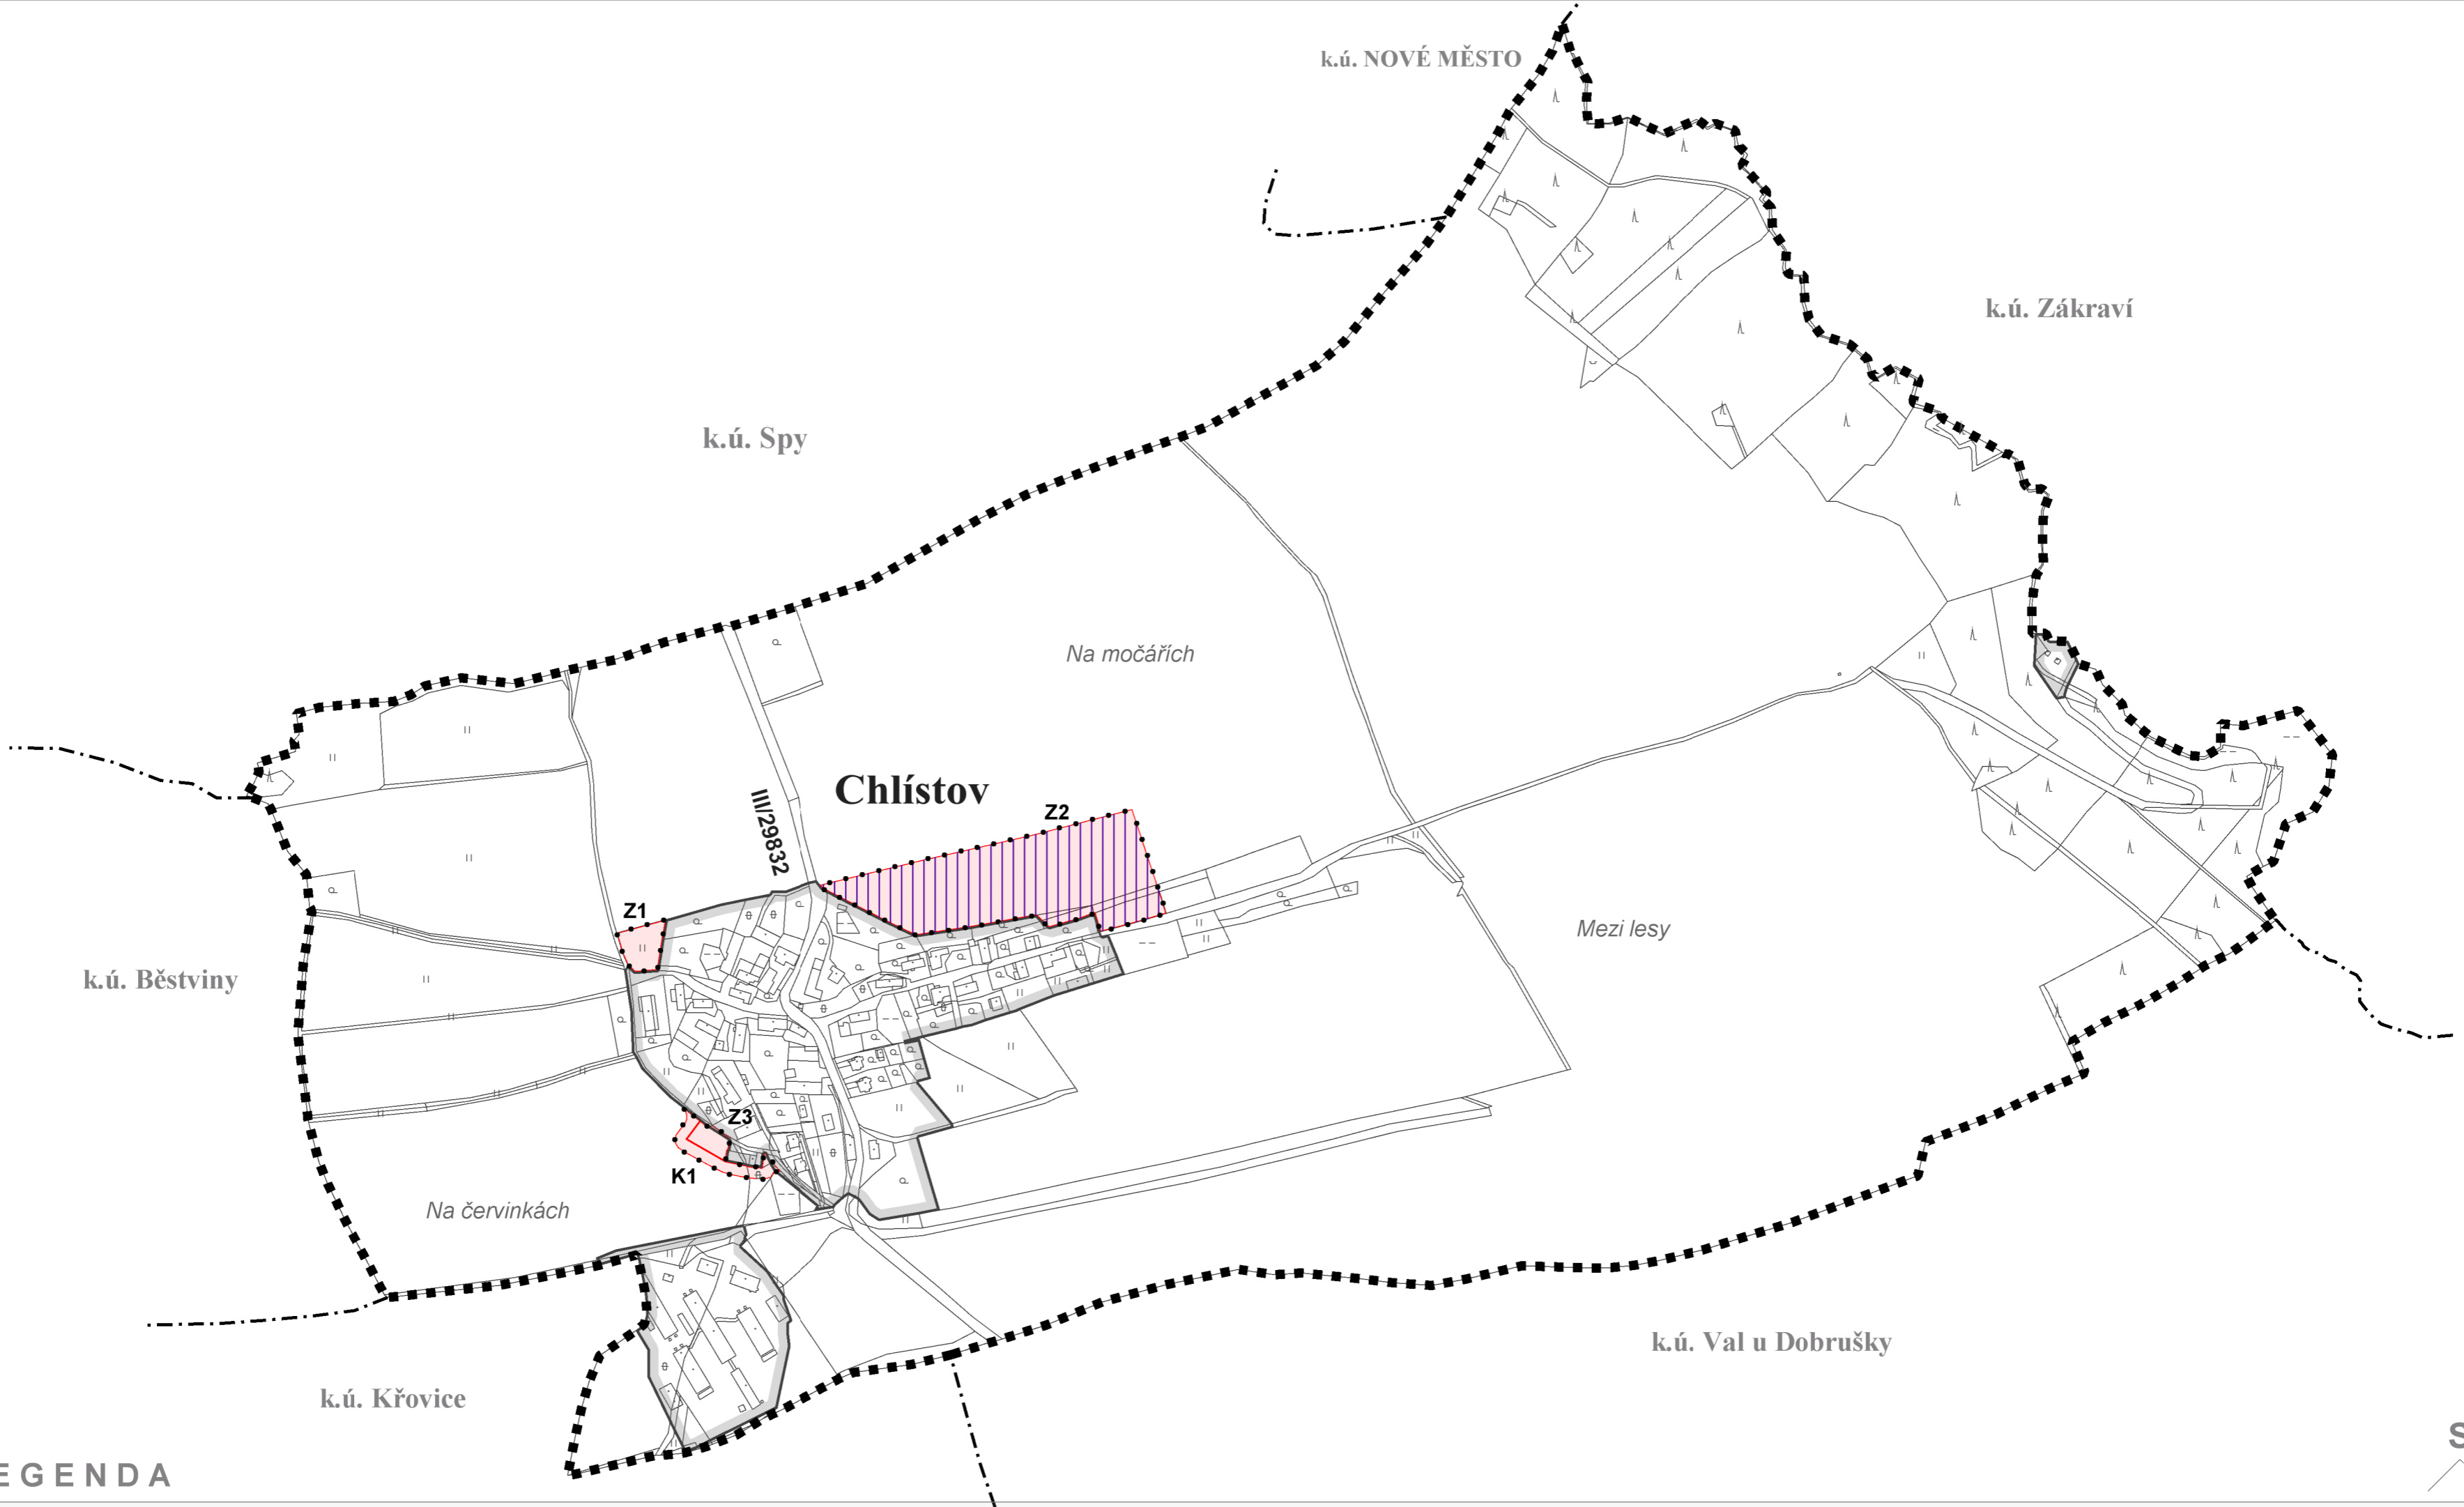 k.ú. NOVÉ MĚSTO
k.ú. Zákraví
k.ú. Spy
Na močářích
Chlístov
III/29832
Z2
Z1
Mezi lesy
k.ú. Běstviny
Z3
K1
Na červinkách
k.ú. Val u Dobrušky
k.ú. Křovice
S
EGENDA